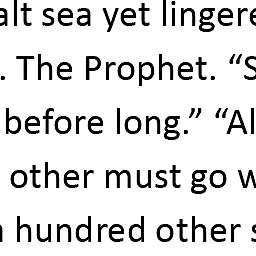 alt sea yet lingere
. The Prophet. “S
before long.” “Al
other must go w
hundred other s